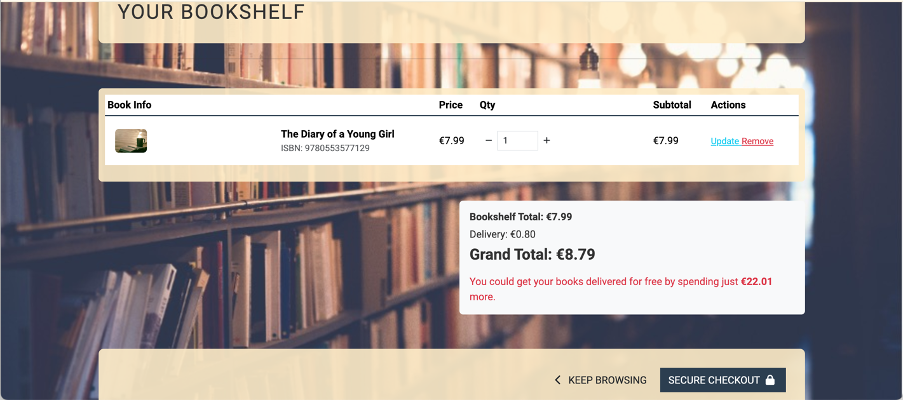 YOUR BOOKSHELF
Book Info Price Qty Subtotal Actions
The Diary of a Young Girl €7.99 − 1 + €7.99 Update Remove
ISBN: 9780553577129
Bookshelf Total: €7.99
Delivery: €0.80
Grand Total: €8.79
You could get your books delivered for free by spending just €22.01
more.
KEEP BROWSING SECURE CHECKOUT